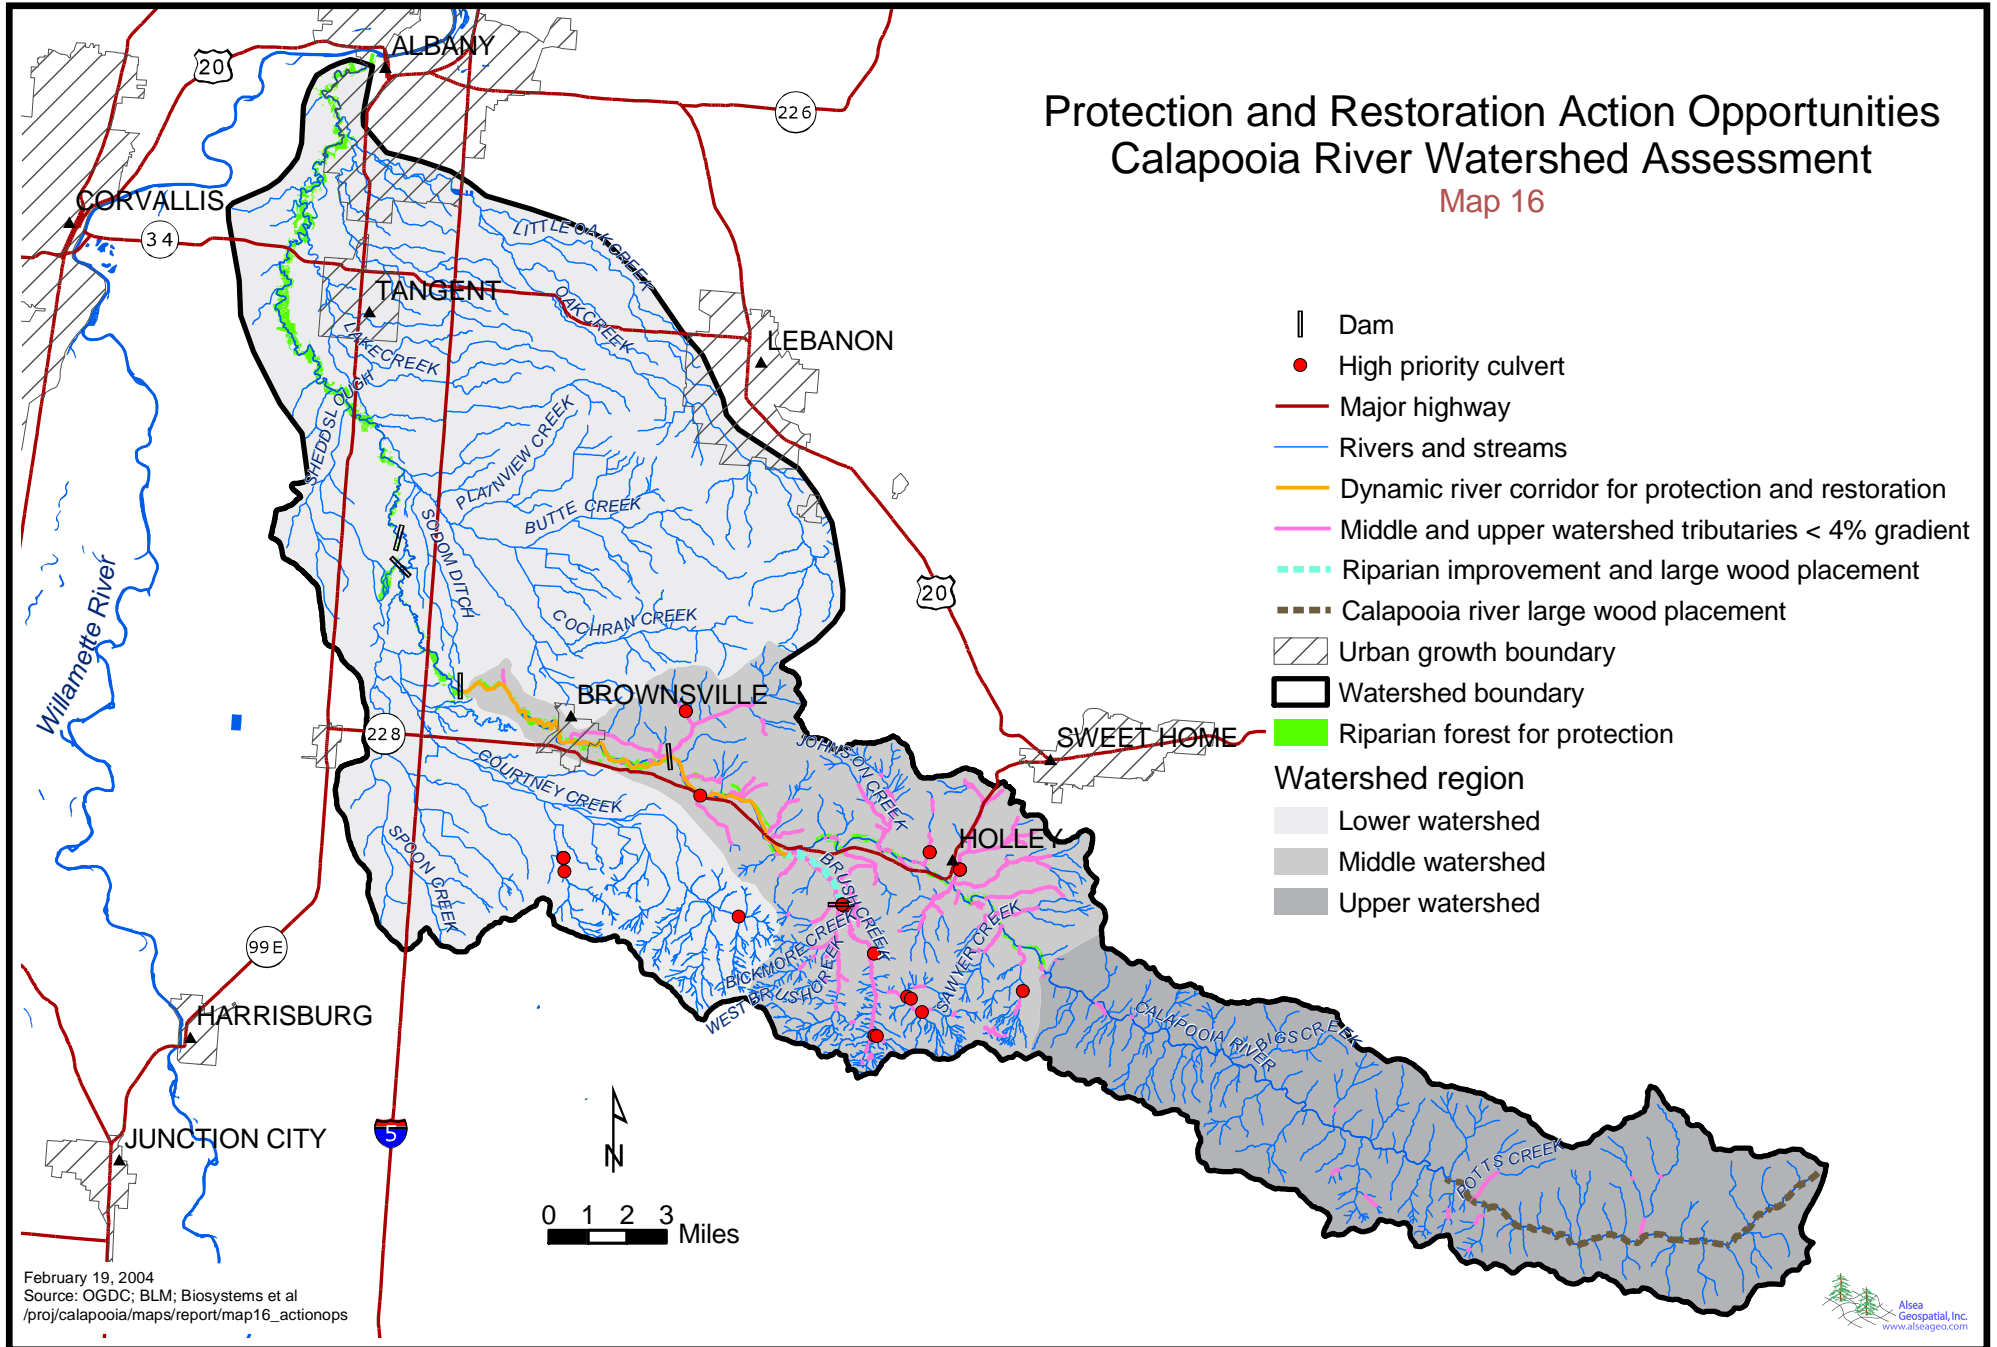 Protection and Restoration Action Opportunities
Calapooia River Watershed Assessment
Map 16
ALBANY
20
226
CORVALLIS
34
LITTLE OAK CREEK
TANGENT
OAK CREEK
LAKE CREEK
LEBANON
SHEDD SLOUGH
PLAINVIEW CREEK
BUTTE CREEK
SODOM DITCH
20
Willamette River
COCHRAN CREEK
BROWNSVILLE
228
SWEET HOME
JOHNSON CREEK
COURTNEY CREEK
SPOON CREEK
HOLLEY
BRUSH CREEK
BICKMORE CREEK
WEST BRUSH CREEK
SAWYER CREEK
99E
HARRISBURG
CALAPOOIA RIVER
BIGS CREEK
JUNCTION CITY
5
POTTS CREEK
N
0 1 2 3
Miles
Dam
High priority culvert
Major highway
Rivers and streams
Dynamic river corridor for protection and restoration
Middle and upper watershed tributaries < 4% gradient
Riparian improvement and large wood placement
Calapooia river large wood placement
Urban growth boundary
Watershed boundary
Riparian forest for protection
Watershed region
Lower watershed
Middle watershed
Upper watershed
February 19, 2004
Source: OGDC; BLM; Biosystems et al
/proj/calapooia/maps/report/map16_actionops
Alsea
Geospatial, Inc.
www.alseageo.com